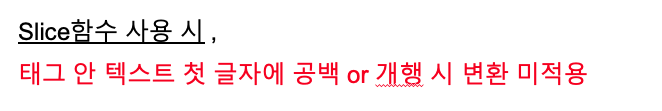 Slice함수 사용 시 ,
태그 안 텍스트 첫 글자에 공백 or 개행 시 변환 미적용